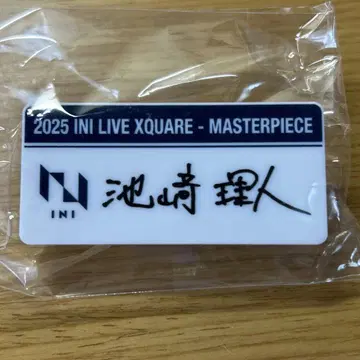 2025 INI LIVE XQUARE - MASTERPIECE
池﨑 理人
INI